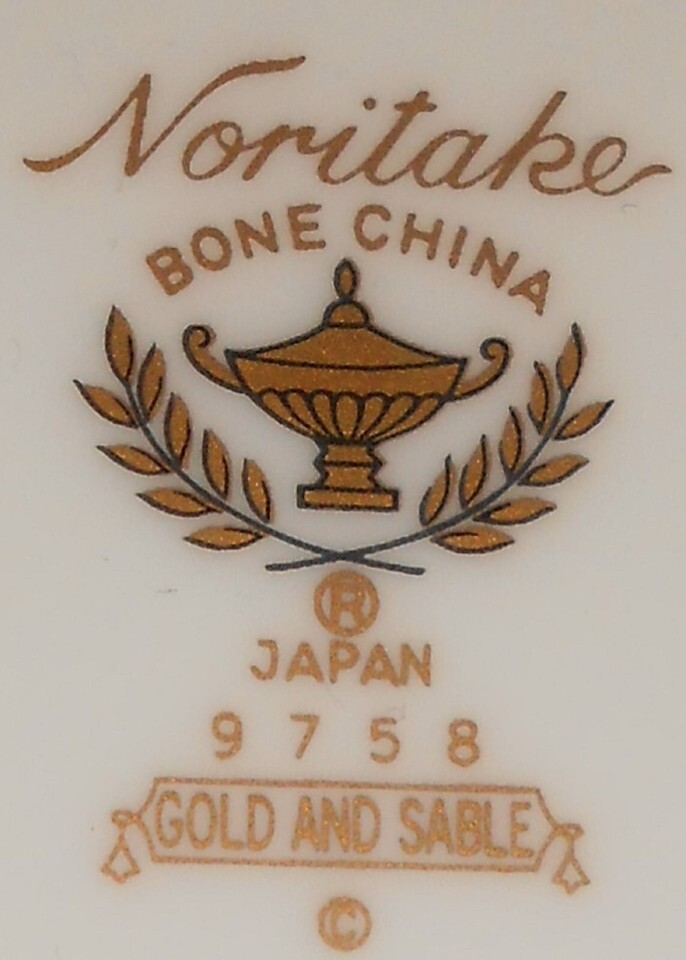 Noritake
BONE CHINA
®
JAPAN
9758
GOLD AND SABLE
©